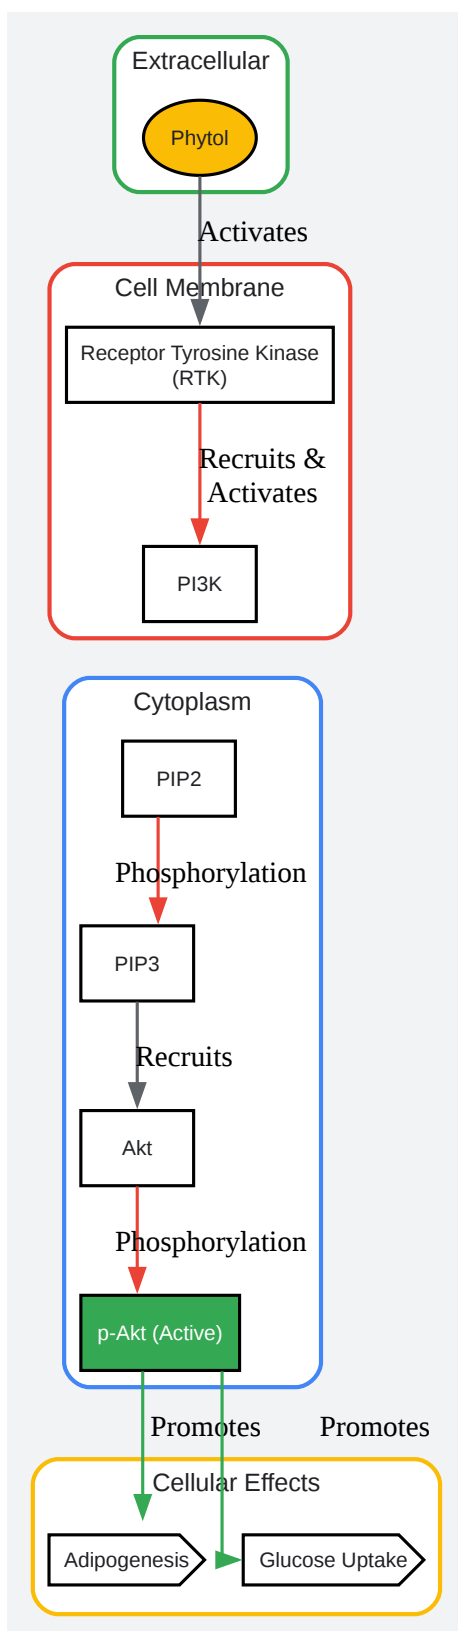 Extracellular
Phytol
Activates
Cell Membrane
Receptor Tyrosine Kinase
(RTK)
Recruits &
Activates
PI3K
Cytoplasm
PIP2
Phosphorylation
PIP3
Recruits
Akt
Phosphorylation
p-Akt (Active)
Promotes
Promotes
Cellular Effects
Adipogenesis
Glucose Uptake